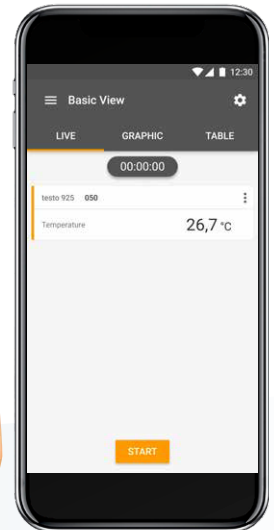 12:30
Basic View
LIVE GRAPHIC TABLE
00:00:00
testo 925 050
Temperature 26,7 °C
START